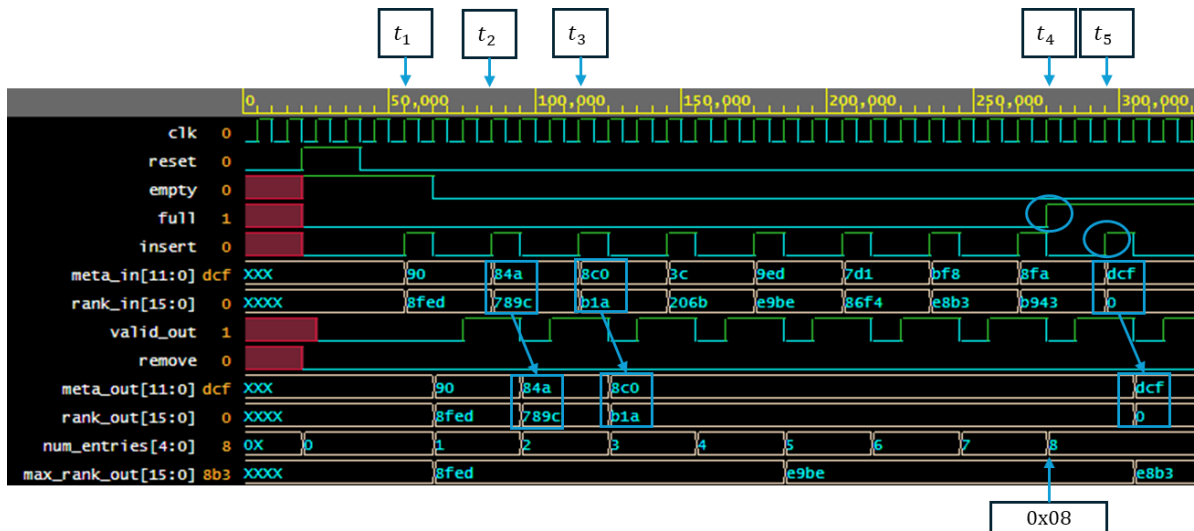 t₁ t₂ t₃ t₄ t₅
0 50,000 100,000 150,000 200,000 250,000 300,000
clk 0
reset 0
empty 0
full 1
insert 0
meta_in[11:0] dcf XXX 90 84a 8c0 3c 9ed 7d1 bf8 8fa dcf
rank_in[15:0] 0 XXXX 8fed 789c b1a 206b e9be 86f4 e8b3 b943 0
valid_out 1
remove 0
meta_out[11:0] dcf XXX 90 84a 8c0 dcf
rank_out[15:0] 0 XXXX 8fed 789c b1a 0
num_entries[4:0] 8 0X 0 1 2 3 4 5 6 7 8
max_rank_out[15:0] 8b3 XXXX 8fed e9be e8b3
0x08